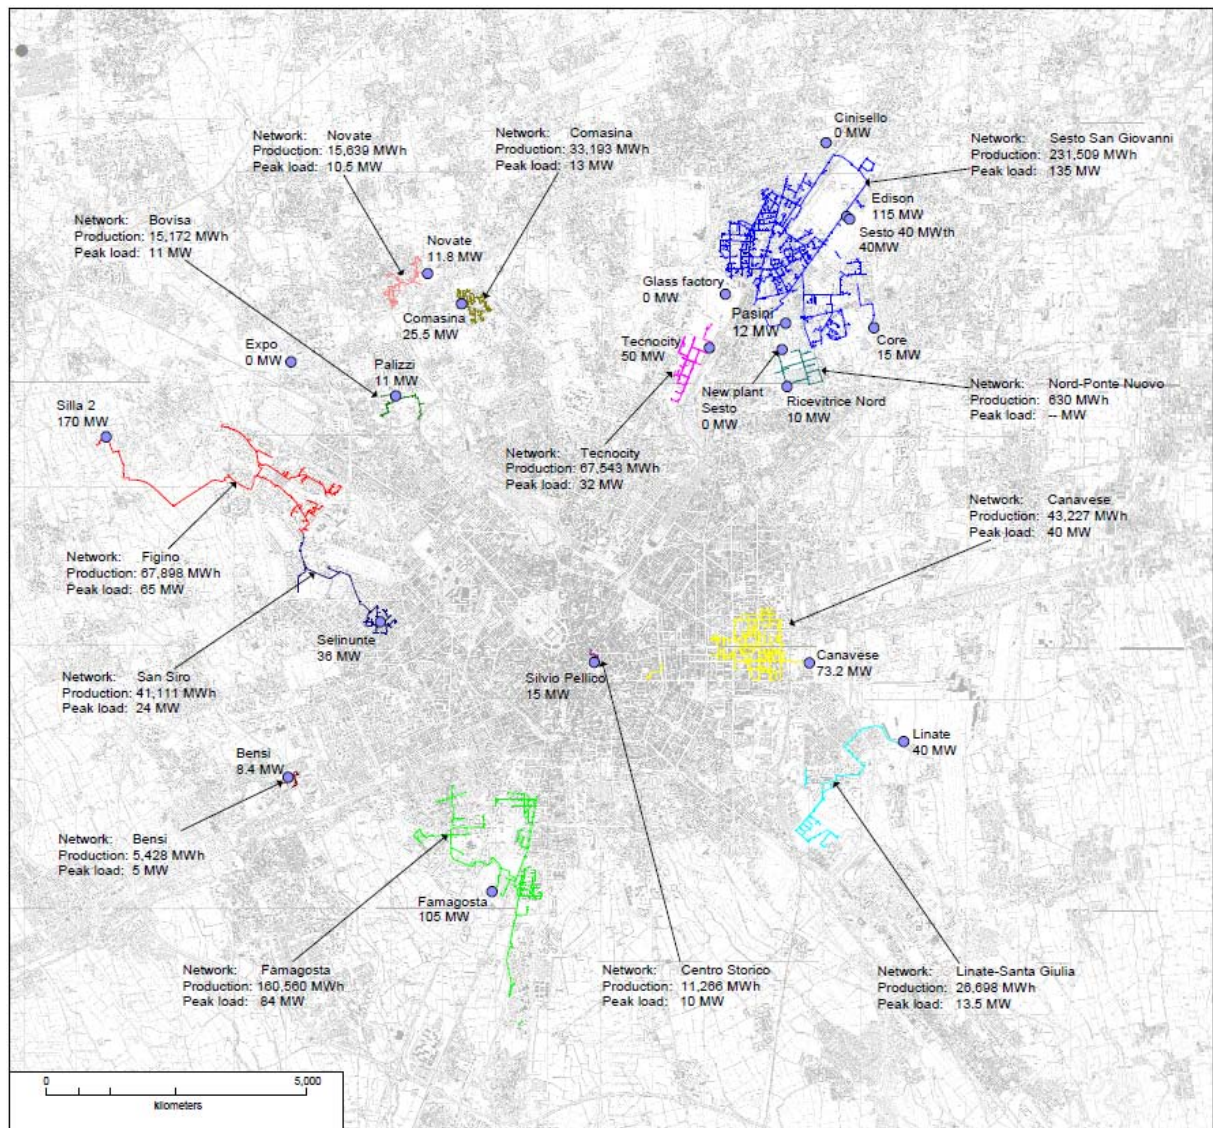 Network: Novate
Production: 15,639 MWh
Peak load: 10.5 MW
Network: Comasina
Production: 33,193 MWh
Peak load: 13 MW
Cinisello
0 MW
Network: Sesto San Giovanni
Production: 231,509 MWh
Peak load: 135 MW
Edison
115 MW
Sesto 40 MWth
40MW
Network: Bovisa
Production: 15,172 MWh
Peak load: 11 MW
Novate
11.8 MW
Comasina
25.5 MW
Glass factory
0 MW
Pasini
12 MW
Core
15 MW
Expo
0 MW
Palizzi
11 MW
Tecnocity
50 MW
New plant
Sesto
0 MW
Ricevitrice Nord
10 MW
Network: Nord-Ponte Nuovo
Production: 630 MWh
Peak load: -- MW
Silla 2
170 MW
Network: Tecnocity
Production: 67,543 MWh
Peak load: 32 MW
Network: Canavese
Production: 43,227 MWh
Peak load: 40 MW
Network: Figino
Production: 67,898 MWh
Peak load: 65 MW
Selinunte
36 MW
Network: San Siro
Production: 41,111 MWh
Peak load: 24 MW
Silvio Pellico
15 MW
Canavese
73.2 MW
Linate
40 MW
Bensi
8.4 MW
Network: Bensi
Production: 5,428 MWh
Peak load: 5 MW
Famagosta
105 MW
Network: Famagosta
Production: 160,560 MWh
Peak load: 84 MW
Network: Centro Storico
Production: 11,266 MWh
Peak load: 10 MW
Network: Linate-Santa Giulia
Production: 26,698 MWh
Peak load: 13.5 MW
0 5,000
kilometers